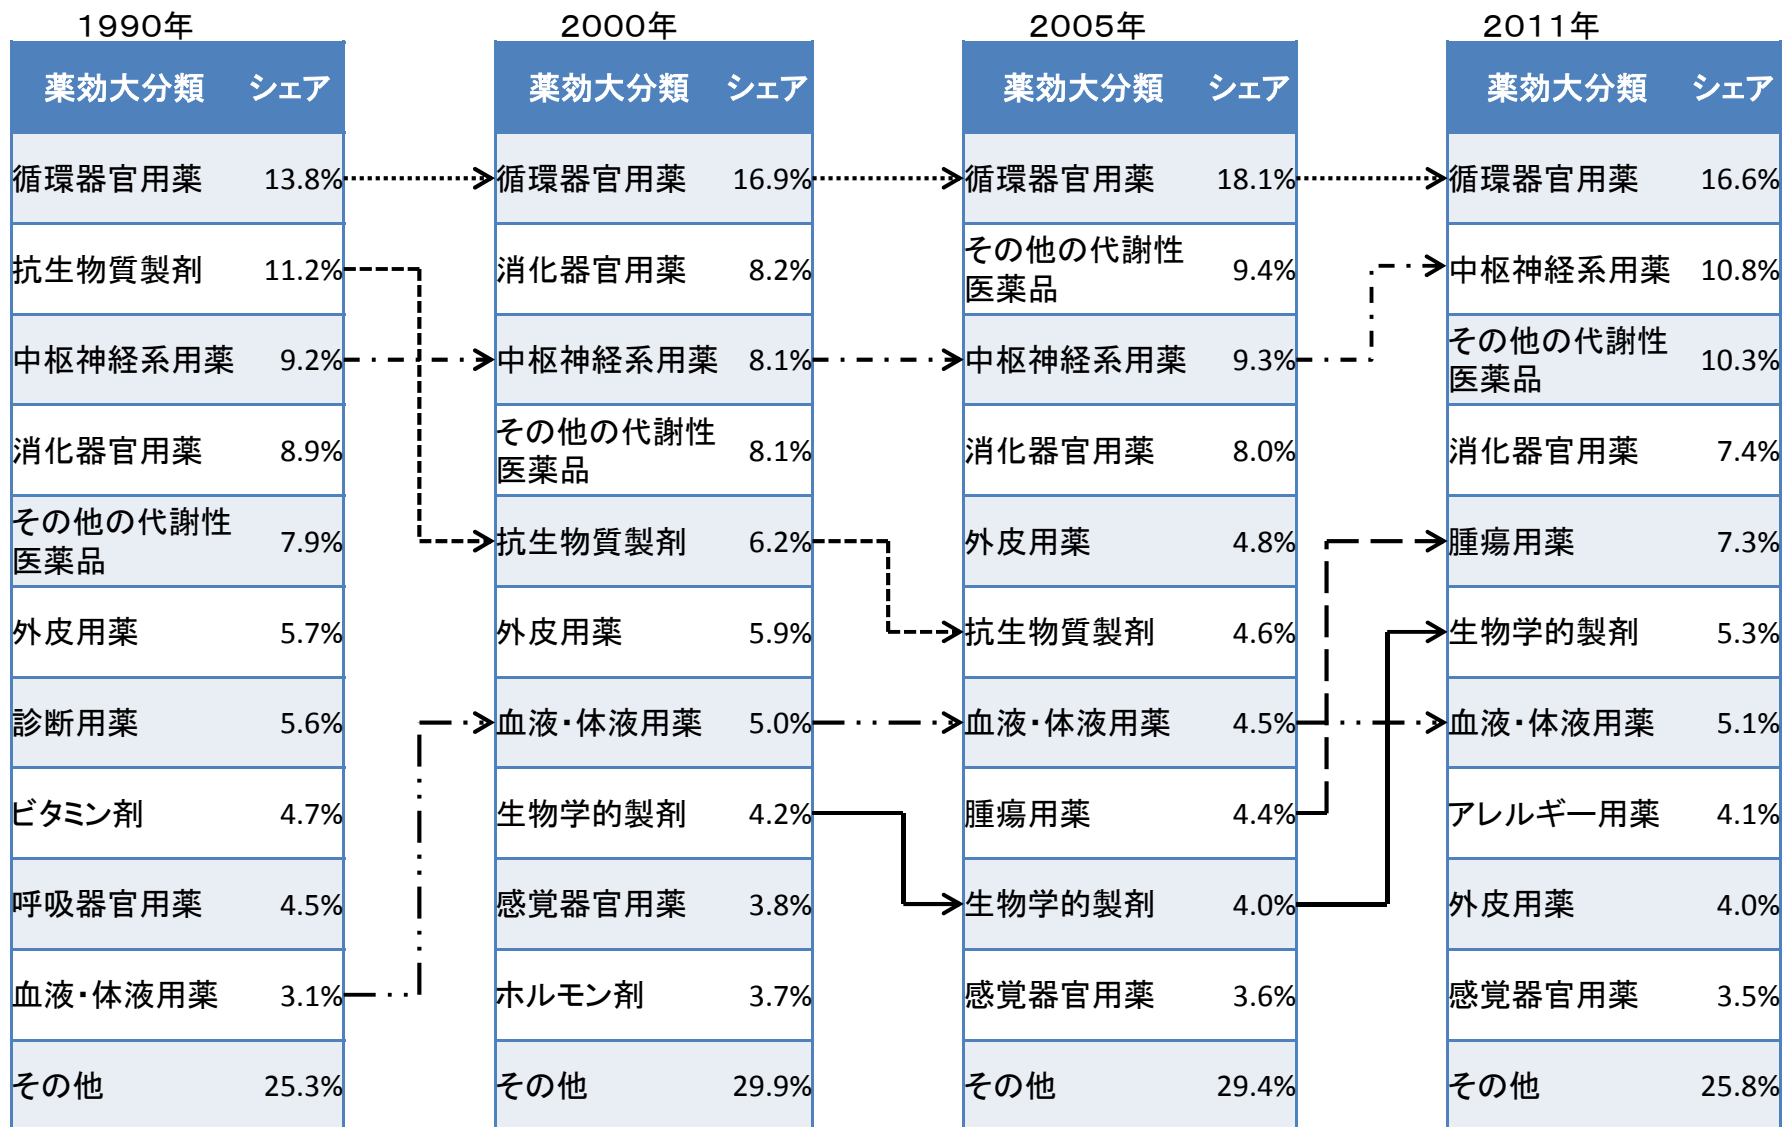 1990年 2000年 2005年 2011年
薬効大分類 シェア 薬効大分類 シェア 薬効大分類 シェア 薬効大分類 シェア
循環器官用薬 13.8% 循環器官用薬 16.9% 循環器官用薬 18.1% 循環器官用薬 16.6%
抗生物質製剤 11.2% 消化器官用薬 8.2% その他の代謝性
医薬品 9.4% 中枢神経系用薬 10.8%
中枢神経系用薬 9.2% 中枢神経系用薬 8.1% 中枢神経系用薬 9.3% その他の代謝性
医薬品 10.3%
消化器官用薬 8.9% その他の代謝性
医薬品 8.1% 消化器官用薬 8.0% 消化器官用薬 7.4%
その他の代謝性
医薬品 7.9% 抗生物質製剤 6.2% 外皮用薬 4.8% 腫瘍用薬 7.3%
外皮用薬 5.7% 外皮用薬 5.9% 抗生物質製剤 4.6% 生物学的製剤 5.3%
診断用薬 5.6% 血液・体液用薬 5.0% 血液・体液用薬 4.5% 血液・体液用薬 5.1%
ビタミン剤 4.7% 生物学的製剤 4.2% 腫瘍用薬 4.4% アレルギー用薬 4.1%
呼吸器官用薬 4.5% 感覚器官用薬 3.8% 生物学的製剤 4.0% 外皮用薬 4.0%
血液・体液用薬 3.1% ホルモン剤 3.7% 感覚器官用薬 3.6% 感覚器官用薬 3.5%
その他 25.3% その他 29.9% その他 29.4% その他 25.8%